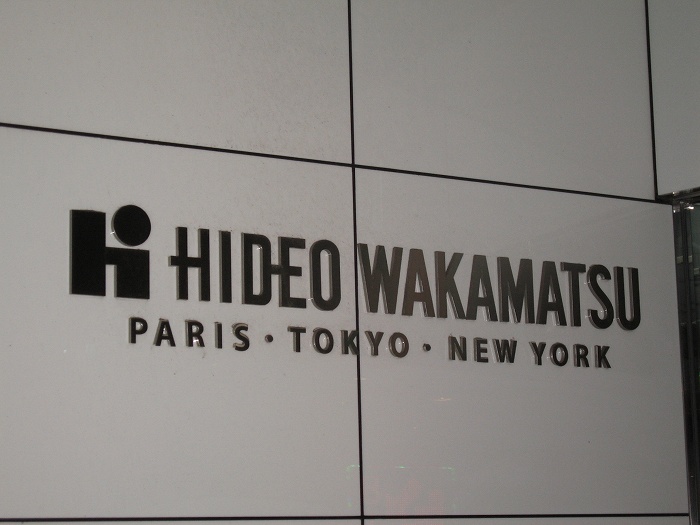 HIDEO WAKAMATSU
PARIS · TOKYO · NEW YORK